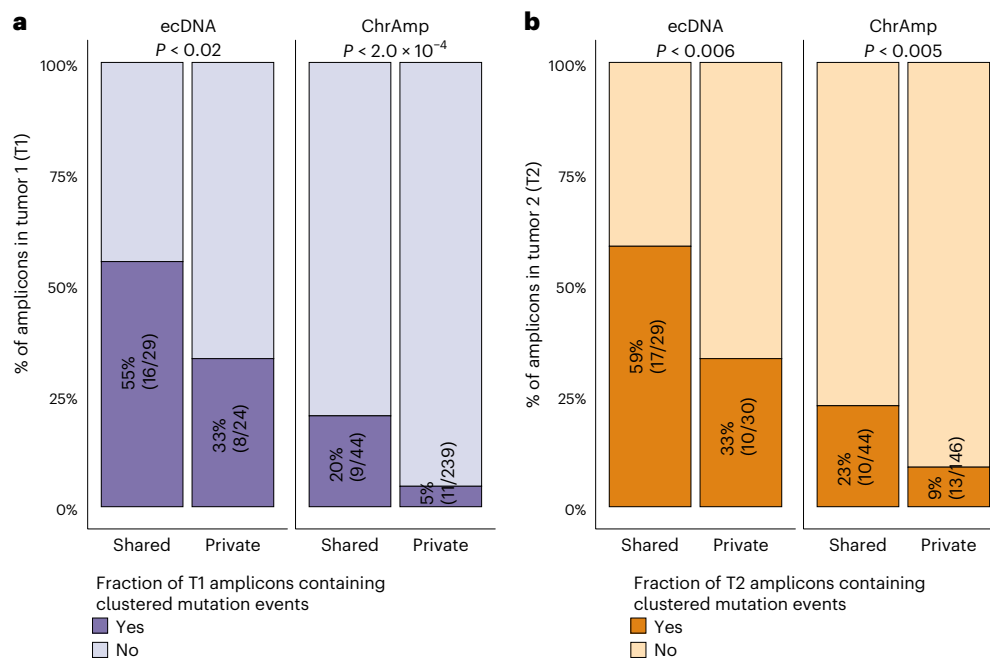 a
ecDNA
ChrAmp
P < 0.02
P < 2.0 × 10⁻⁴
% of amplicons in tumor 1 (T1)
100%
75%
50%
25%
0%
55%
(16/29)
33%
(8/24)
20%
(9/44)
5%
(11/239)
Shared
Private
Shared
Private
Fraction of T1 amplicons containing
clustered mutation events
Yes
No
b
ecDNA
ChrAmp
P < 0.006
P < 0.005
% of amplicons in tumor 2 (T2)
100%
75%
50%
25%
0%
59%
(17/29)
33%
(10/30)
23%
(10/44)
9%
(13/146)
Shared
Private
Shared
Private
Fraction of T2 amplicons containing
clustered mutation events
Yes
No